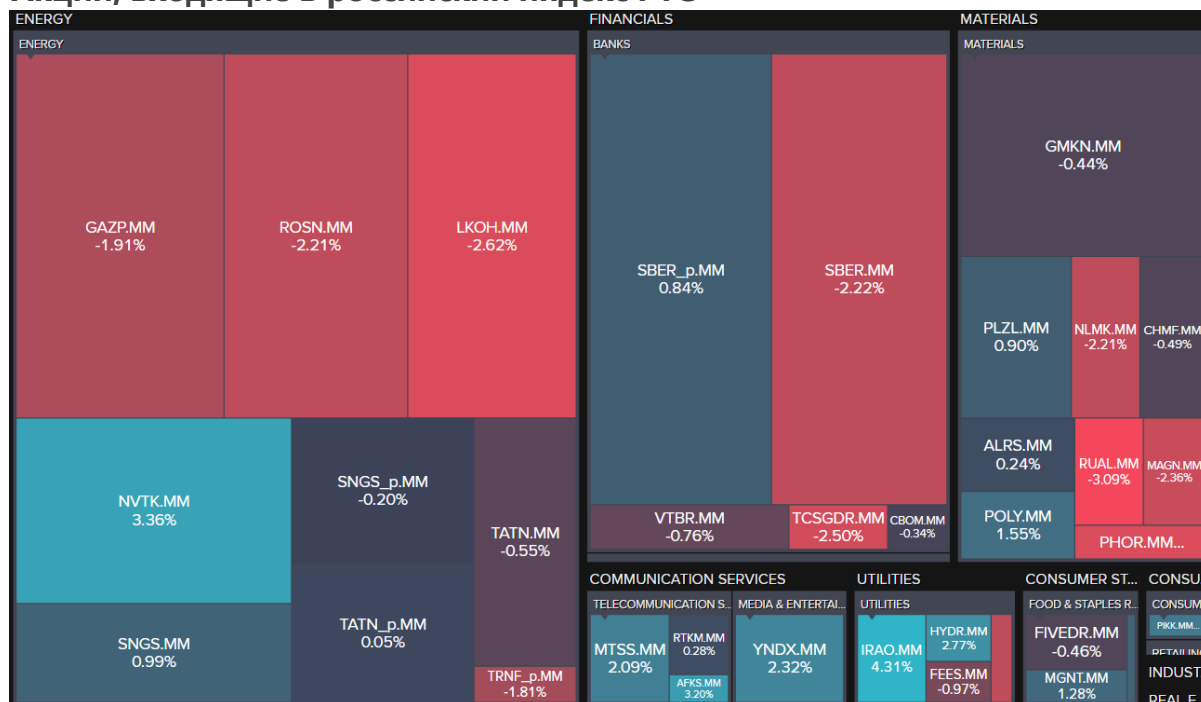 Акции, входящие в российский индекс РТС
ENERGY
ENERGY
GAZP.MM
-1.91%
ROSN.MM
-2.21%
LKOH.MM
-2.62%
NVTK.MM
3.36%
SNGS_p.MM
-0.20%
TATN.MM
-0.55%
SNGS.MM
0.99%
TATN_p.MM
0.05%
TRNF_p.MM
-1.81%
FINANCIALS
BANKS
SBER_p.MM
0.84%
SBER.MM
-2.22%
VTBR.MM
-0.76%
TCSGDR.MM
-2.50%
CBOM.MM
-0.34%
MATERIALS
MATERIALS
GMKN.MM
-0.44%
PLZL.MM
0.90%
NLMK.MM
-2.21%
CHMF.MM
-0.49%
ALRS.MM
0.24%
RUAL.MM
-3.09%
MAGN.MM
-2.36%
POLY.MM
1.55%
PHOR.MM...
COMMUNICATION SERVICES
TELECOMMUNICATION S...
MTSS.MM
2.09%
RTKM.MM
0.28%
AFKS.MM
3.20%
MEDIA & ENTERTAI...
YNDX.MM
2.32%
UTILITIES
UTILITIES
IRAO.MM
4.31%
HYDR.MM
2.77%
FEES.MM
-0.97%
CONSUMER ST...
FOOD & STAPLES R...
FIVEDR.MM
-0.46%
MGNT.MM
1.28%
CONSU
CONSUM
PIKK.MM...
RETAILING
INDUST
REAL E